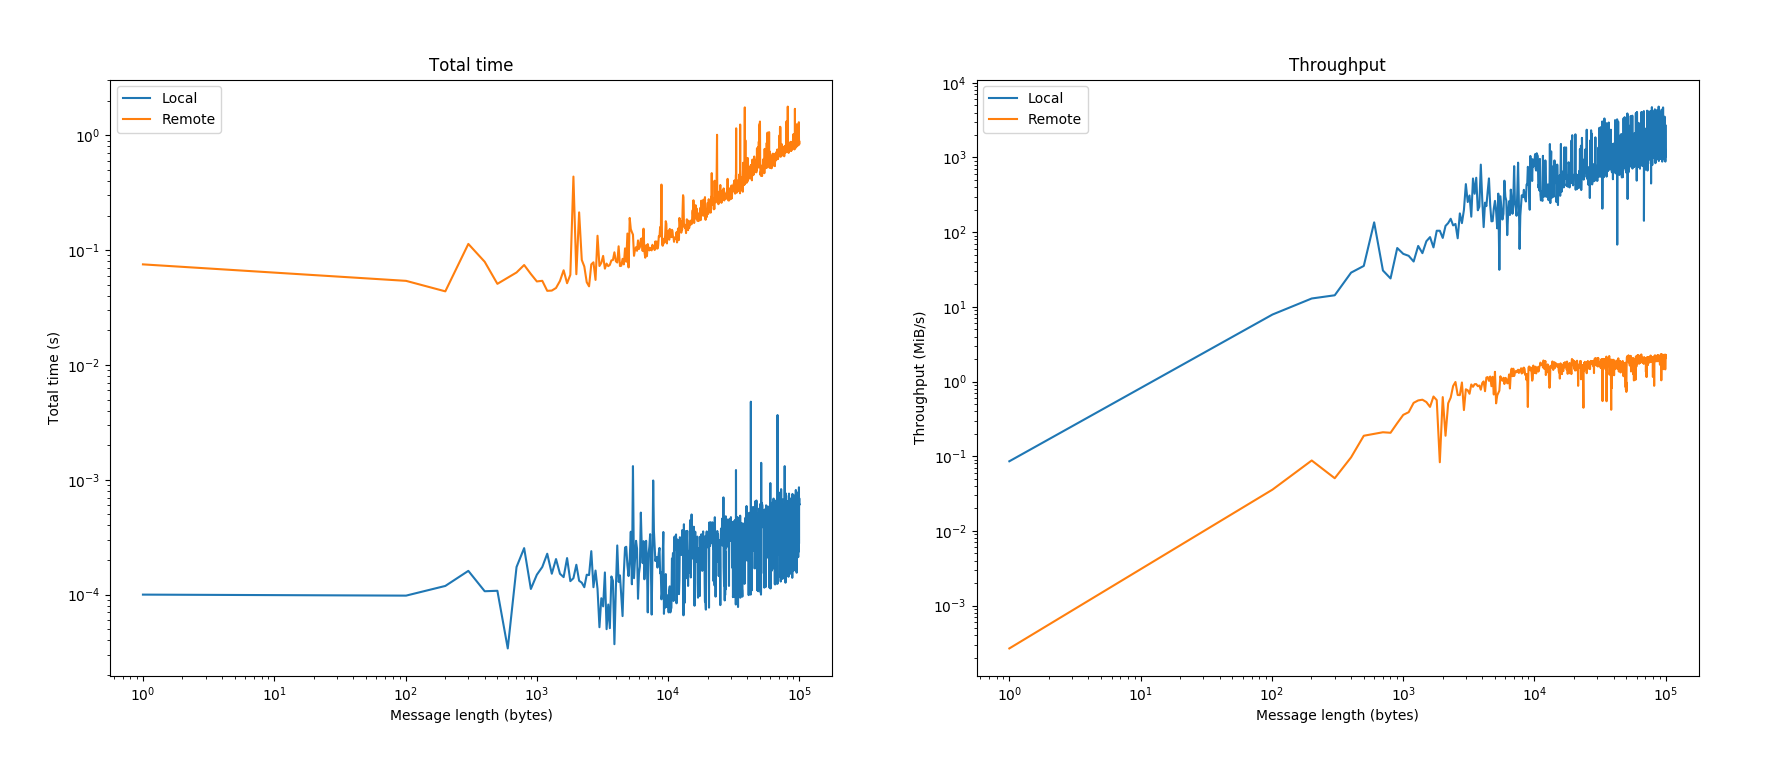 Total time
Local
Remote
10^0
10^-1
10^-2
10^-3
10^-4
Total time (s)
10^0
10^1
10^2
10^3
10^4
10^5
Message length (bytes)
Throughput
Local
Remote
10^4
10^3
10^2
10^1
10^0
10^-1
10^-2
10^-3
Throughput (MiB/s)
10^0
10^1
10^2
10^3
10^4
10^5
Message length (bytes)